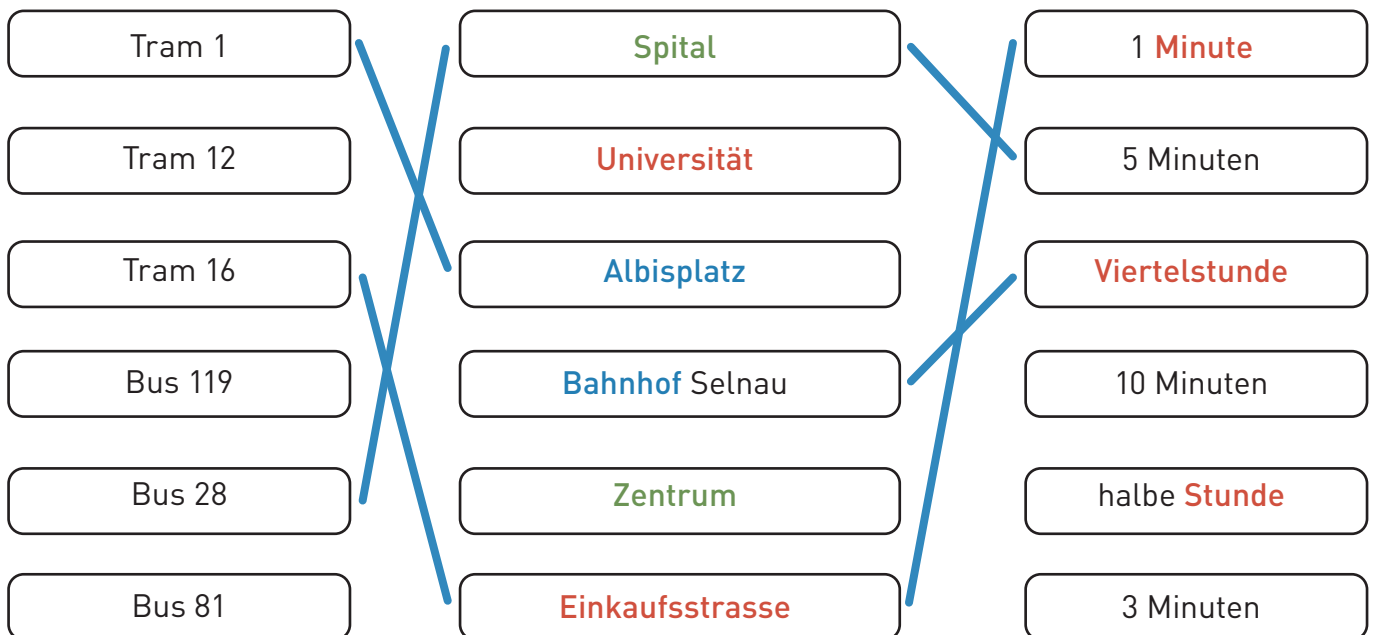 Tram 1
Spital
1 Minute
Tram 12
Universität
5 Minuten
Tram 16
Albisplatz
Viertelstunde
Bus 119
Bahnhof Selnau
10 Minuten
Bus 28
Zentrum
halbe Stunde
Bus 81
Einkaufsstrasse
3 Minuten